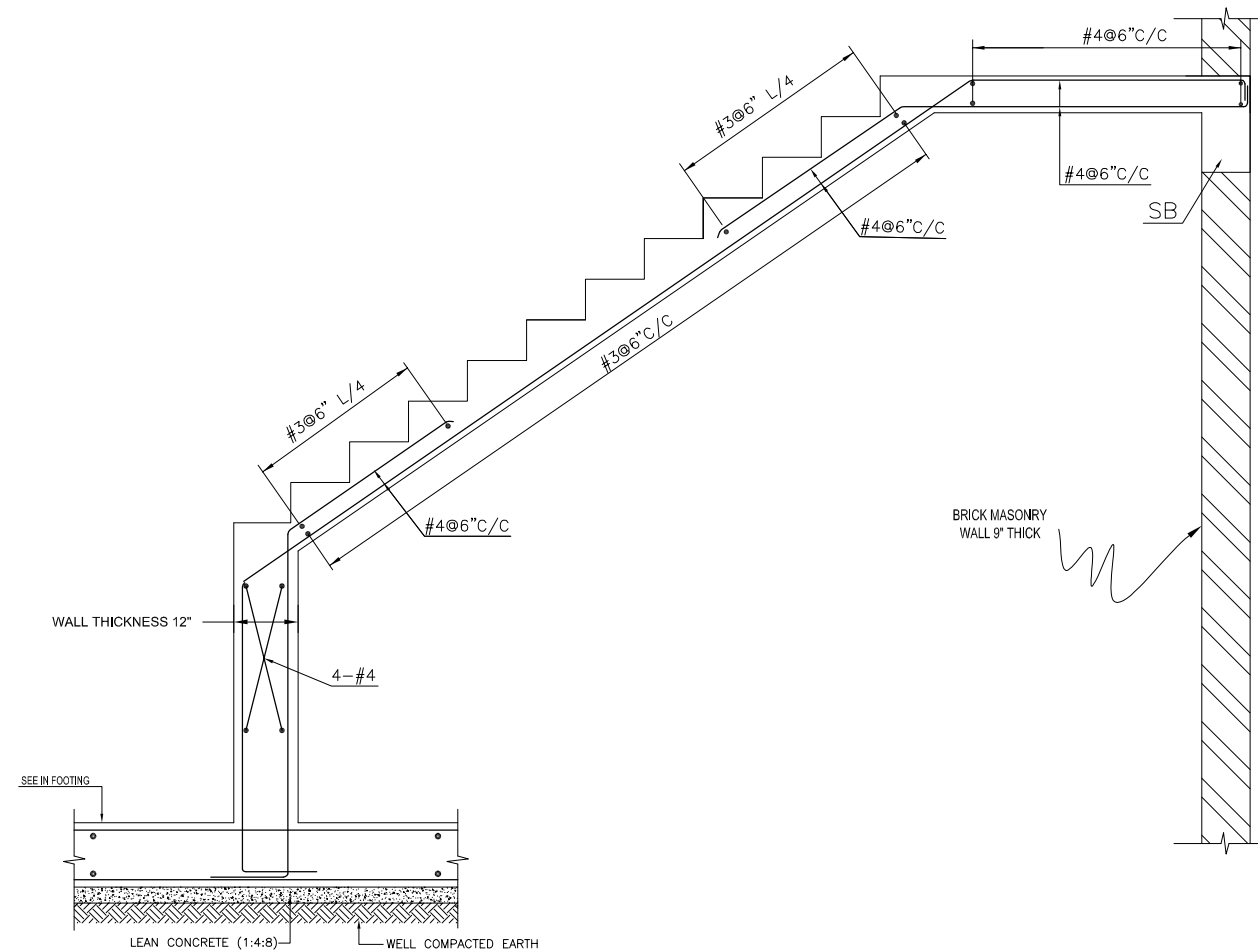 #4@6"C/C
#3@6" L/4
#4@6"C/C
SB
#4@6"C/C
#3@6"C/C
#3@6" L/4
#4@6"C/C
BRICK MASONRY
WALL 9" THICK
WALL THICKNESS 12"
4-#4
SEE IN FOOTING
LEAN CONCRETE (1:4:8)
WELL COMPACTED EARTH